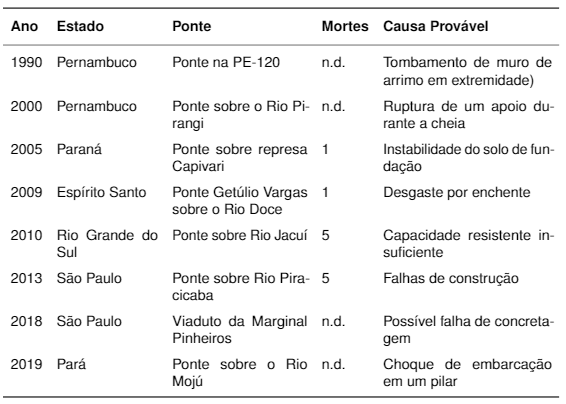 Ano Estado Ponte Mortes Causa Provável
1990 Pernambuco Ponte na PE-120 n.d. Tombamento de muro de
arrimo em extremidade)
2000 Pernambuco Ponte sobre o Rio Pi- n.d. Ruptura de um apoio du-
rangi rante a cheia
2005 Paraná Ponte sobre represa 1 Instabilidade do solo de fun-
Capivari dação
2009 Espírito Santo Ponte Getúlio Vargas 1 Desgaste por enchente
sobre o Rio Doce
2010 Rio Grande do Ponte sobre Rio Jacuí 5 Capacidade resistente in-
Sul suficiente
2013 São Paulo Ponte sobre Rio Pira- 5 Falhas de construção
cicaba
2018 São Paulo Viaduto da Marginal n.d. Possível falha de concreta-
Pinheiros gem
2019 Pará Ponte sobre o Rio n.d. Choque de embarcação
Mojú em um pilar